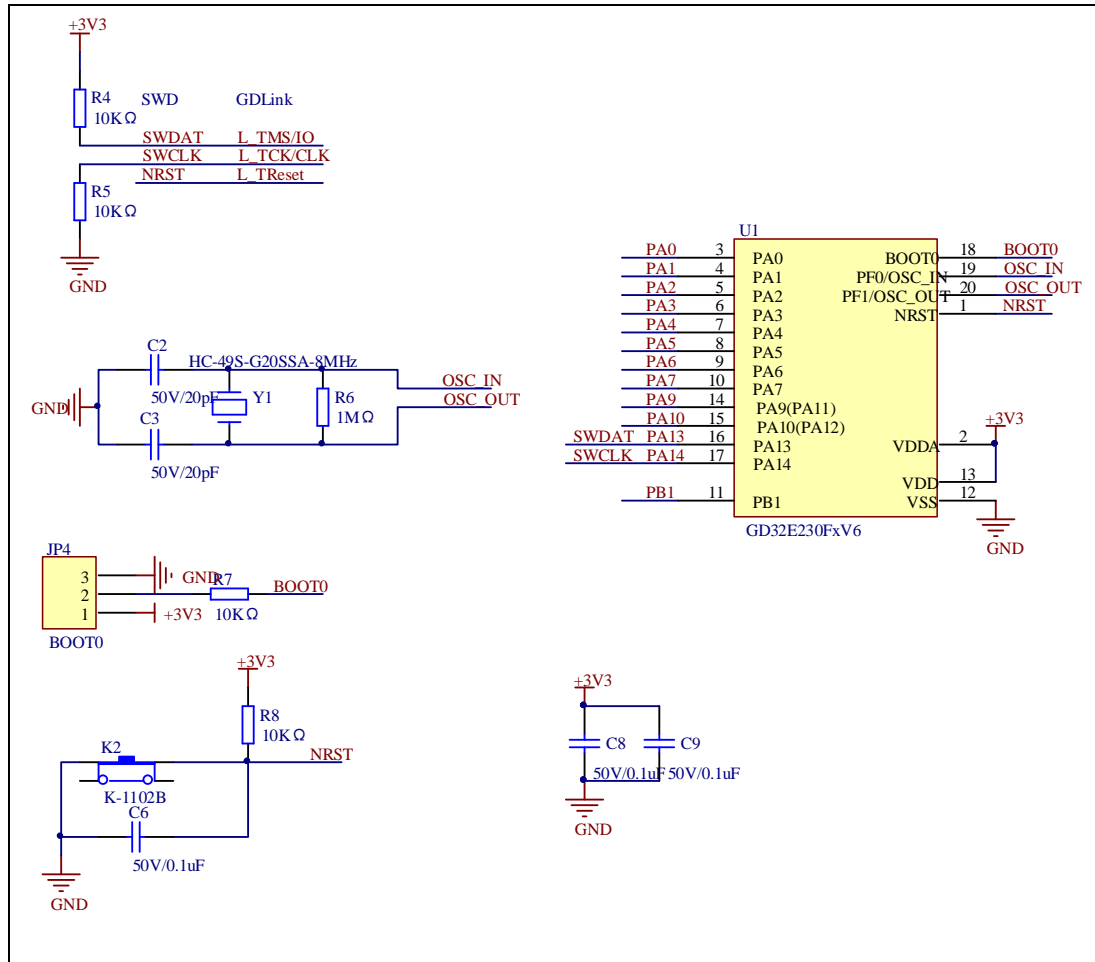 +3V3
R4
10KΩ
SWD GDLink
SWDAT L_TMS/IO
SWCLK L_TCK/CLK
NRST L_TReset
R5
10KΩ
GND
C2
HC-49S-G20SSA-8MHz
50V/20pF
Y1
R6
1MΩ
OSC_IN
OSC_OUT
GND
C3
50V/20pF
U1
PA0 3 PA0
PA1 4 PA1
PA2 5 PA2
PA3 6 PA3
PA4 7 PA4
PA5 8 PA5
PA6 9 PA6
PA7 10 PA7
PA9 14 PA9(PA11)
PA10 15 PA10(PA12)
SWDAT PA13 16 PA13
SWCLK PA14 17 PA14
PB1 11 PB1
BOOT0 18 BOOT0
PF0/OSC_IN 19 OSC_IN
PF1/OSC_OUT 20 OSC_OUT
NRST 1 NRST
+3V3
VDDA 2
VDD 13
VSS 12
GND
GD32E230FxV6
JP4
3 GND
2 R7 BOOT0
10KΩ
1 +3V3
BOOT0
+3V3
R8
10KΩ
K2
NRST
K-1102B
C6
50V/0.1uF
GND
+3V3
C8 C9
50V/0.1uF 50V/0.1uF
GND